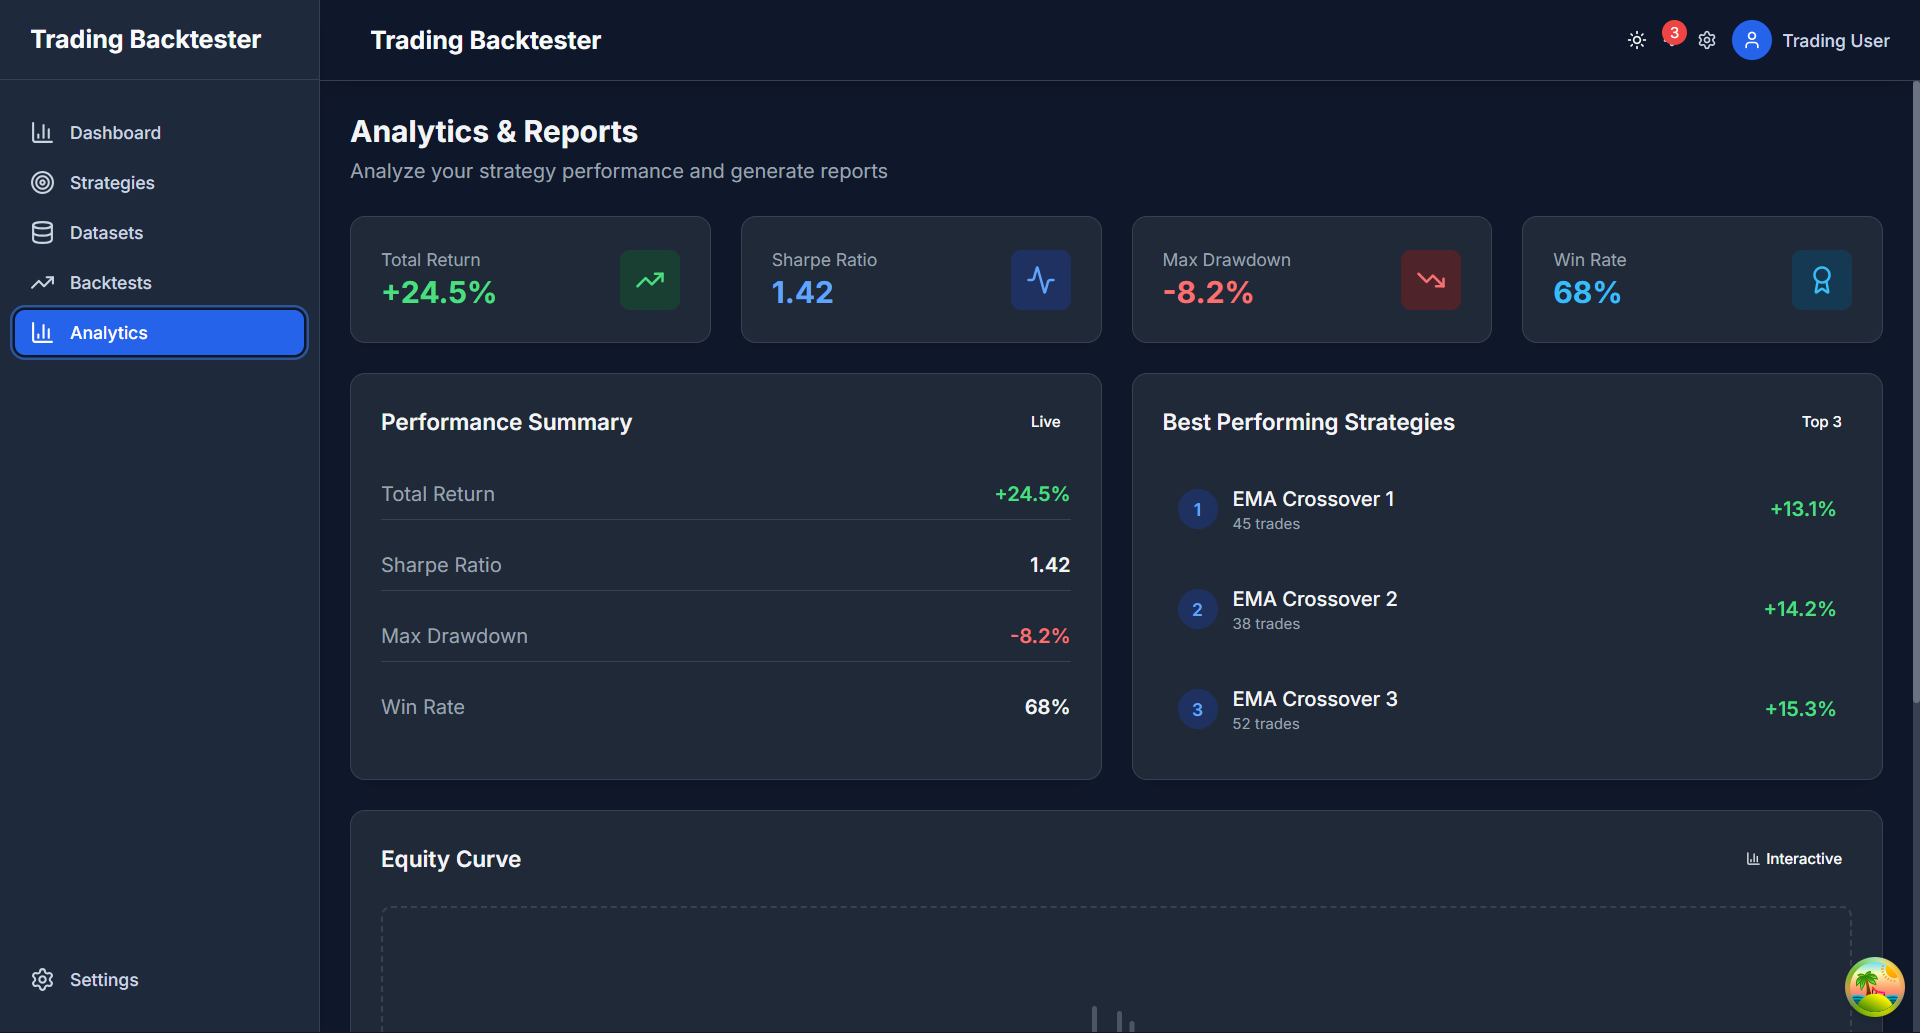 Trading Backtester
Dashboard
Strategies
Datasets
Backtests
Analytics
Settings
Trading Backtester
3
Trading User
Analytics & Reports
Analyze your strategy performance and generate reports
Total Return
+24.5%
Sharpe Ratio
1.42
Max Drawdown
-8.2%
Win Rate
68%
Performance Summary
Live
Total Return
+24.5%
Sharpe Ratio
1.42
Max Drawdown
-8.2%
Win Rate
68%
Best Performing Strategies
Top 3
1
EMA Crossover 1
45 trades
+13.1%
2
EMA Crossover 2
38 trades
+14.2%
3
EMA Crossover 3
52 trades
+15.3%
Equity Curve
Interactive